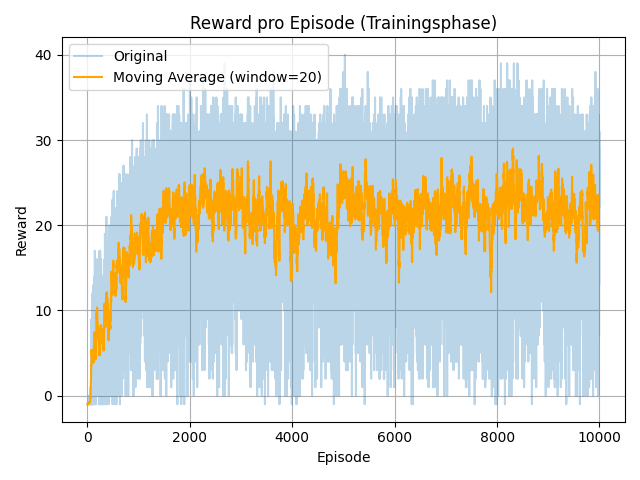 Reward pro Episode (Trainingsphase)
Original
Moving Average (window=20)
40
30
20
10
0
Reward
0 2000 4000 6000 8000 10000
Episode